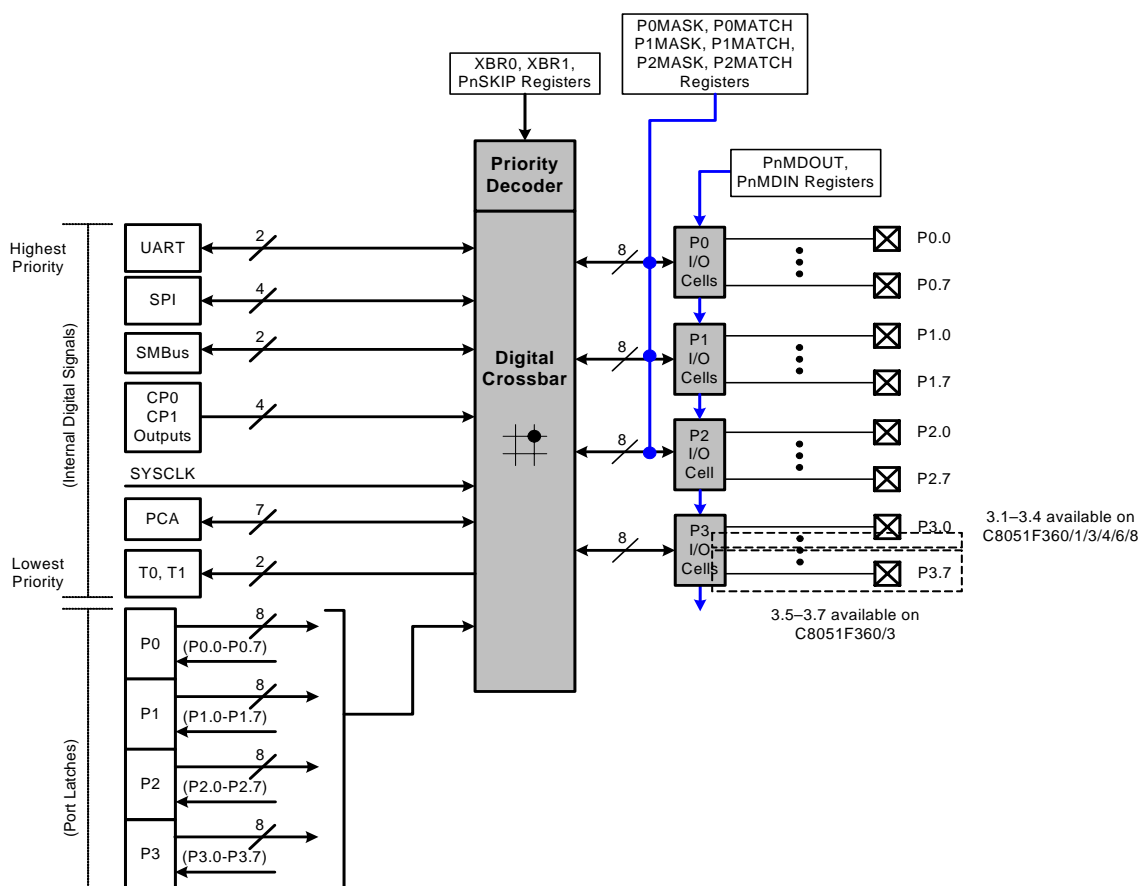 P0MASK, P0MATCH
P1MASK, P1MATCH,
P2MASK, P2MATCH
Registers
XBR0, XBR1,
PnSKIP Registers
PnMDOUT,
PnMDIN Registers
Priority
Decoder
Digital
Crossbar
Highest
Priority
(Internal Digital Signals)
Lowest
Priority
(Port Latches)
UART
2
SPI
4
SMBus
2
CP0
CP1
Outputs
4
SYSCLK
PCA
7
T0, T1
2
P0
8
(P0.0-P0.7)
P1
8
(P1.0-P1.7)
P2
8
(P2.0-P2.7)
P3
8
(P3.0-P3.7)
8
P0
I/O
Cells
P0.0
P0.7
8
P1
I/O
Cells
P1.0
P1.7
8
P2
I/O
Cell
P2.0
P2.7
8
P3
I/O
Cells
P3.0
P3.7
3.1–3.4 available on
C8051F360/1/3/4/6/8
3.5–3.7 available on
C8051F360/3